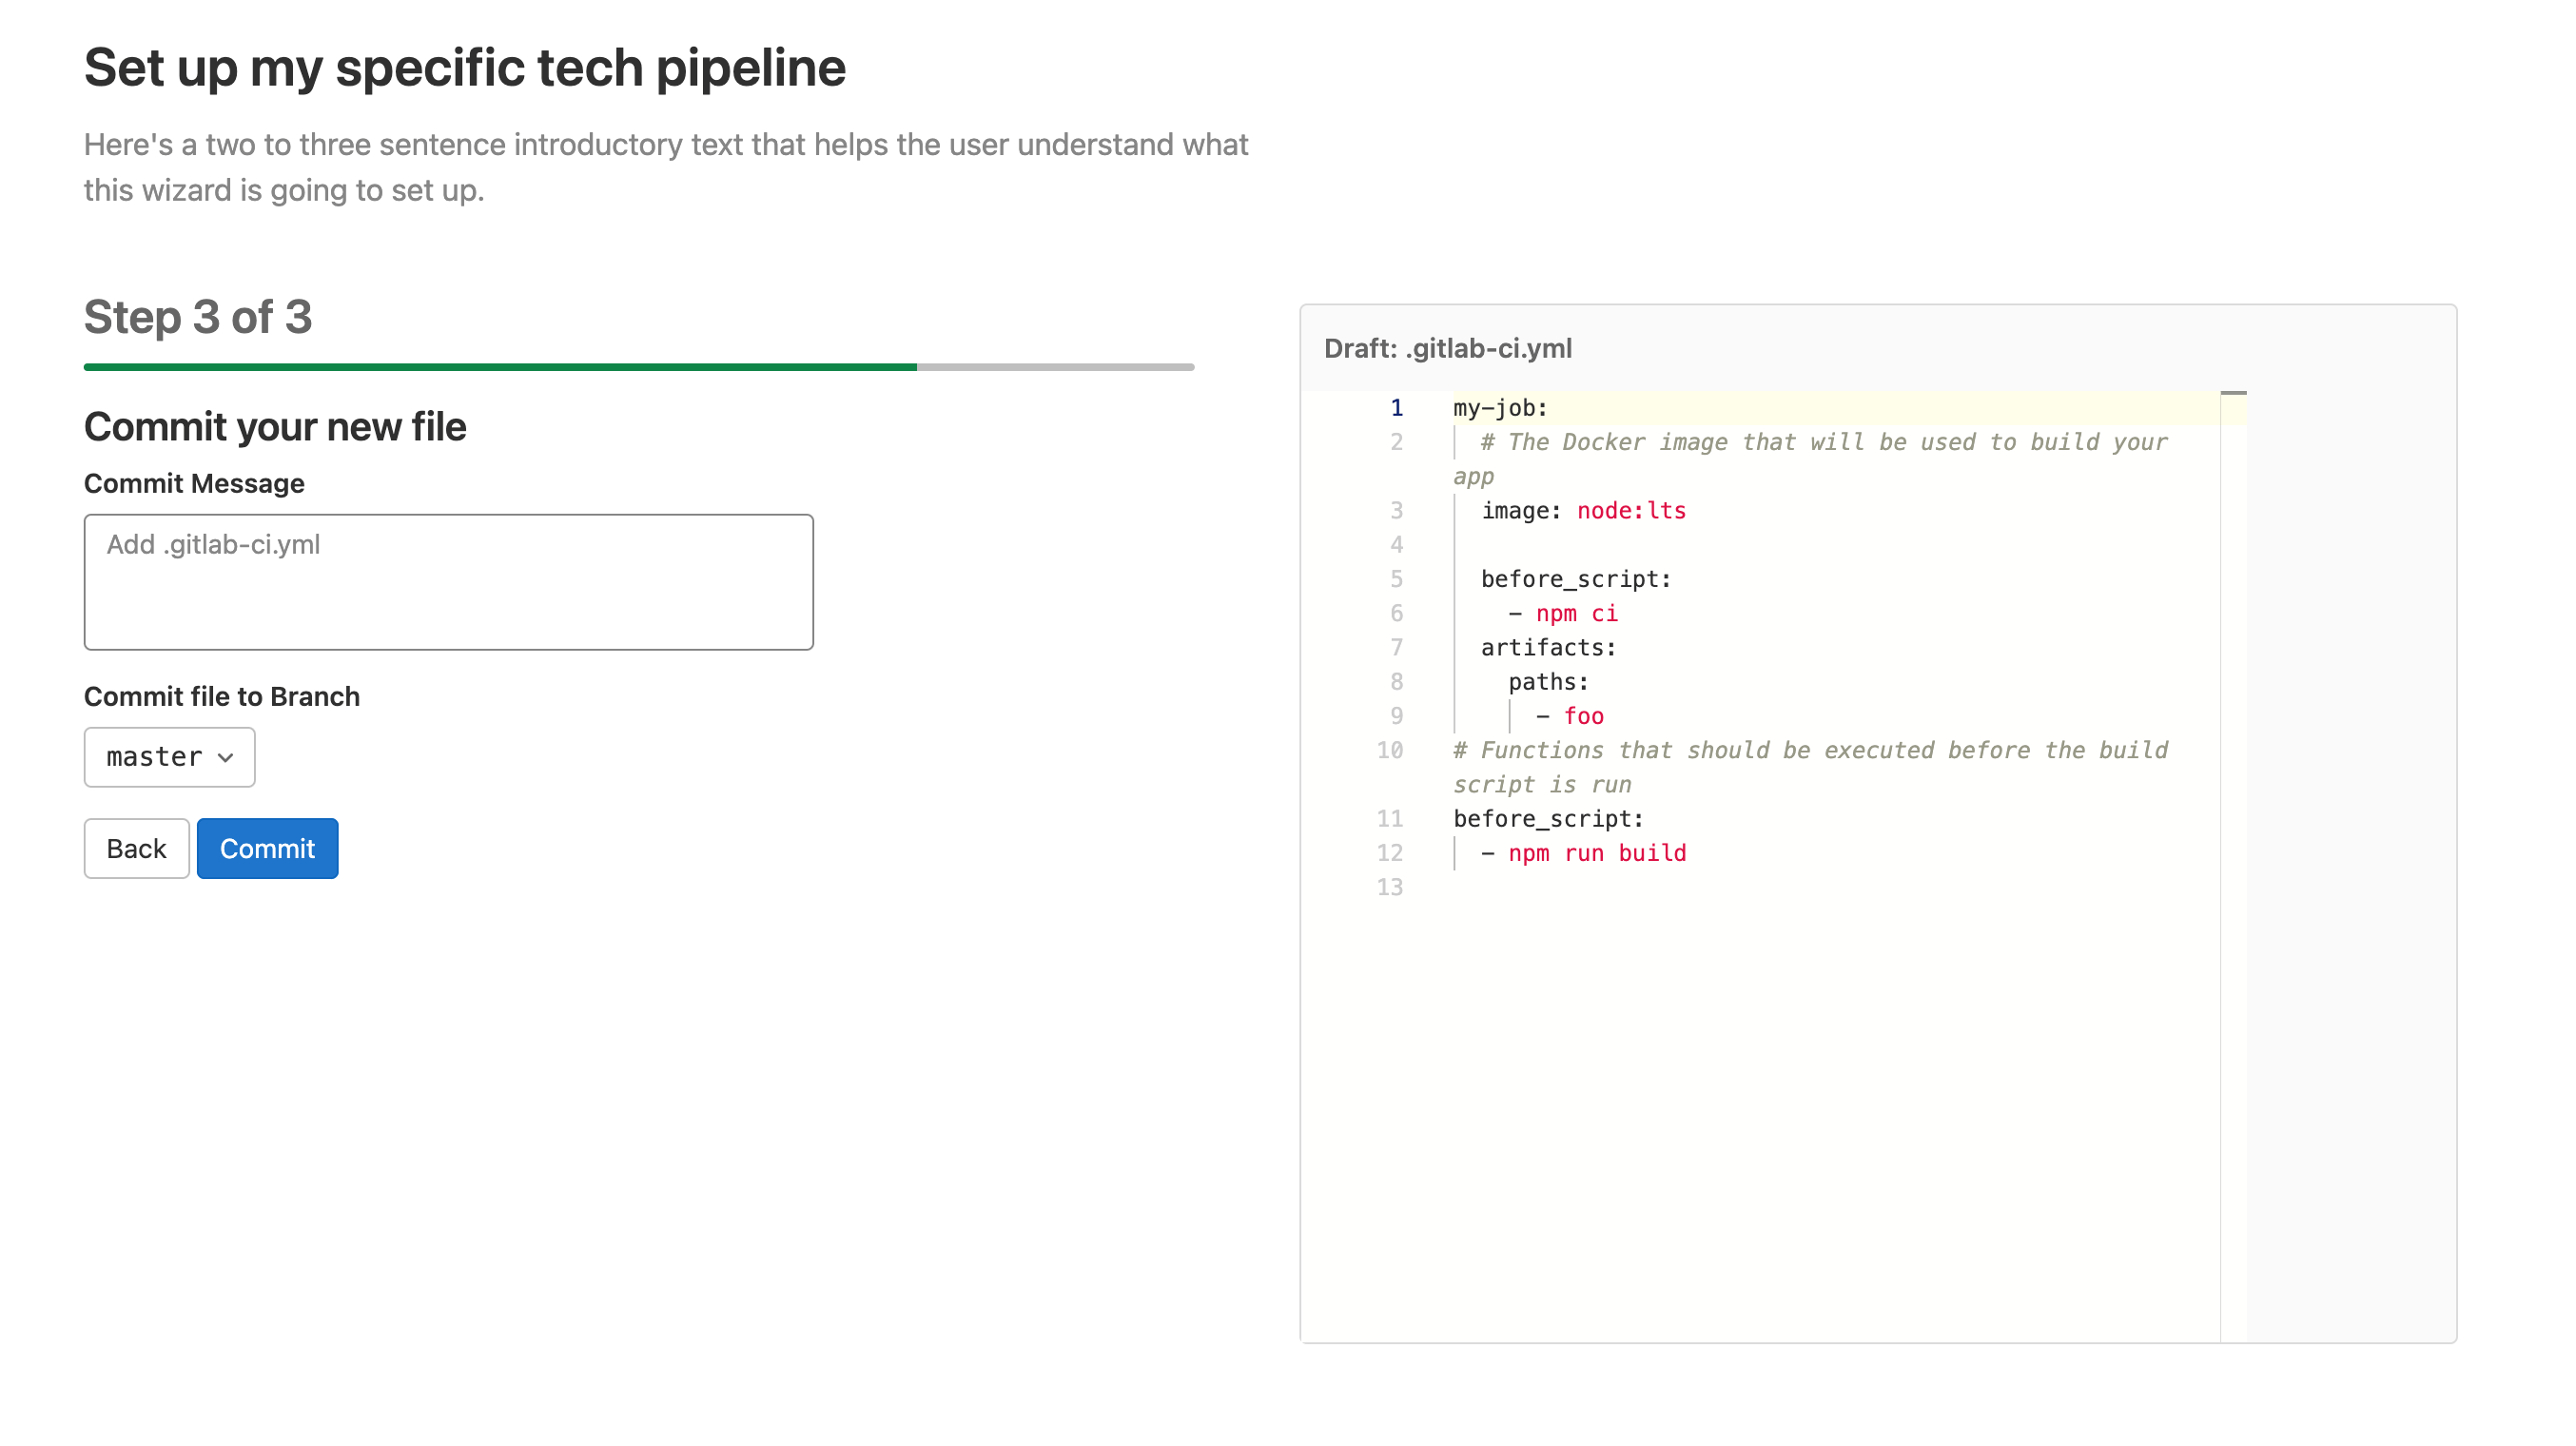 Set up my specific tech pipeline
Here's a two to three sentence introductory text that helps the user understand what
this wizard is going to set up.
Step 3 of 3
Commit your new file
Commit Message
Add .gitlab-ci.yml
Commit file to Branch
master
Back Commit
Draft: .gitlab-ci.yml
1 my-job:
2 # The Docker image that will be used to build your
app
3 image: node:lts
4
5 before_script:
6 - npm ci
7 artifacts:
8 paths:
9 - foo
10 # Functions that should be executed before the build
script is run
11 before_script:
12 - npm run build
13